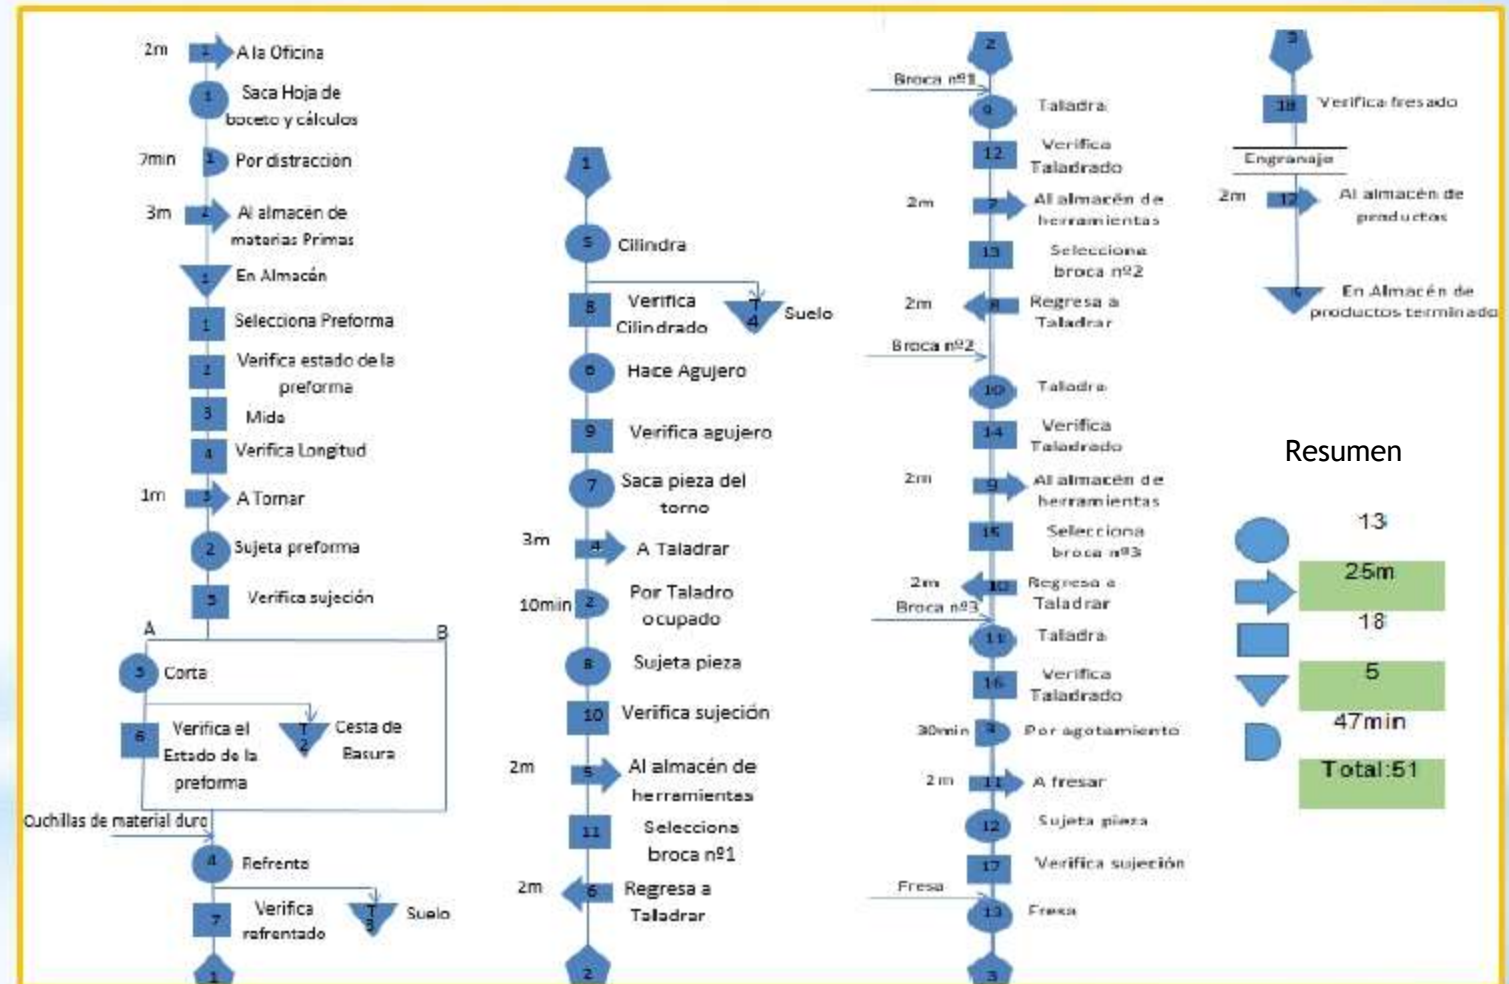 2m
1
A la Oficina
1
Saca Hoja de
boceto y cálculos
7min
1
Por distracción
3m
2
Al almacén de
materias Primas
1
En Almacén
1
Selecciona Preforma
2
Verifica estado de la
preforma
3
Mide
4
Verifica Longitud
1m
3
A Tornar
2
Sujeta preforma
5
Verifica sujeción
A
B
3
Corta
6
Verifica el
Estado de la
preforma
T
2
Cesta de
Basura
Cuchillas de material duro
4
Refrenta
7
Verifica
refrentado
T
3
Suelo
1
1
5
Cilindra
8
Verifica
Cilindrado
T
4
Suelo
6
Hace Agujero
9
Verifica agujero
7
Saca pieza del
torno
3m
4
A Taladrar
10min
2
Por Taladro
ocupado
8
Sujeta pieza
10
Verifica sujeción
2m
5
Al almacén de
herramientas
11
Selecciona
broca nº1
2m
6
Regresa a
Taladrar
2
2
Broca nº1
9
Taladra
12
Verifica
Taladrado
2m
7
Al almacén de
herramientas
13
Selecciona
broca nº2
2m
8
Regresa a
Taladrar
Broca nº2
10
Taladra
14
Verifica
Taladrado
2m
9
Al almacén de
herramientas
15
Selecciona
broca nº3
2m
10
Regresa a
Taladrar
Broca nº3
11
Taladra
16
Verifica
Taladrado
30min
3
Por agotamiento
2m
11
A fresar
12
Sujeta pieza
17
Verifica sujeción
Fresa
13
Fresa
3
3
18
Verifica fresado
Engranaje
2m
12
Al almacén de
productos
5
En Almacén de
productos terminado
Resumen
13
25m
18
5
47min
Total:51